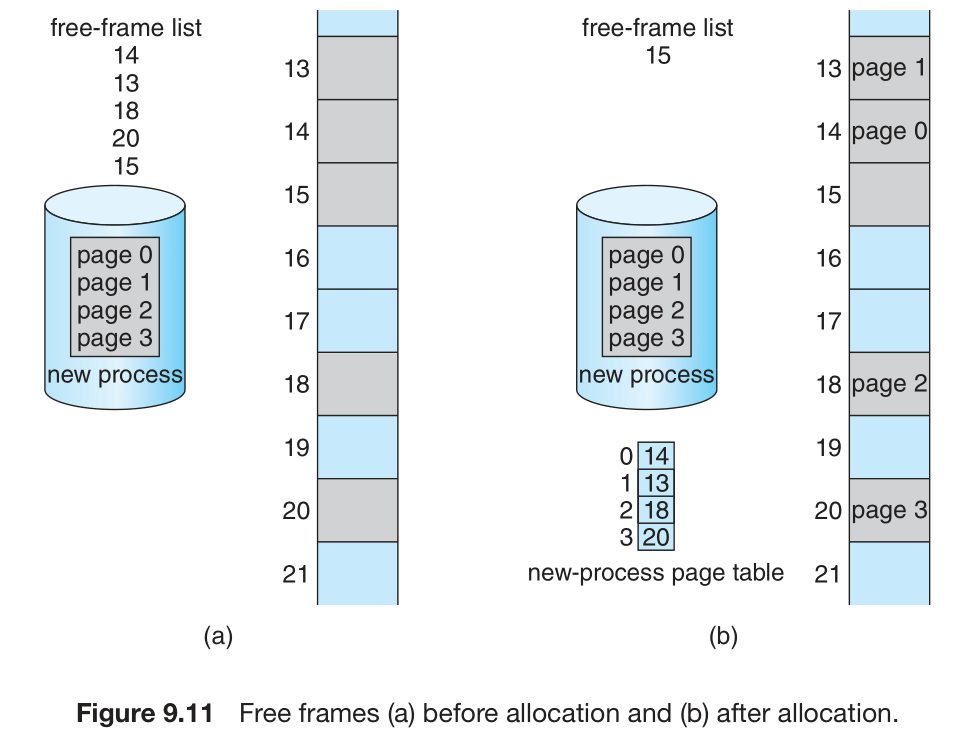 free-frame list
14
13
18
20
15
page 0
page 1
page 2
page 3
new process
13
14
15
16
17
18
19
20
21
(a)
free-frame list
15
page 0
page 1
page 2
page 3
new process
0 14
1 13
2 18
3 20
new-process page table
13 page 1
14 page 0
15
16
17
18 page 2
19
20 page 3
21
(b)
Figure 9.11 Free frames (a) before allocation and (b) after allocation.